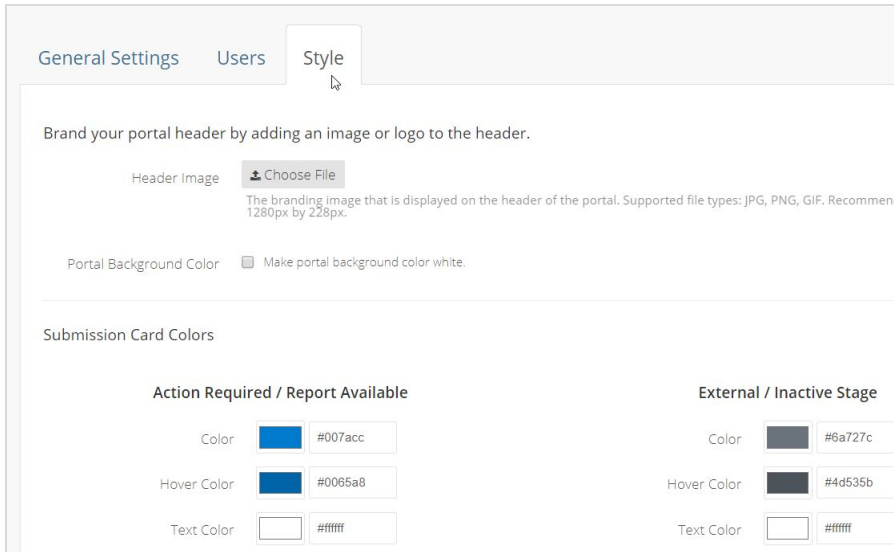 General Settings Users Style
Brand your portal header by adding an image or logo to the header.
Header Image Choose File
The branding image that is displayed on the header of the portal. Supported file types: JPG, PNG, GIF.
1280px by 228px.
Portal Background Color Make portal background color white.
Submission Card Colors
Action Required / Report Available External / Inactive Stage
Color #007acc Color #6a727c
Hover Color #0065a8 Hover Color #4d535b
Text Color #ffffff Text Color #ffffff